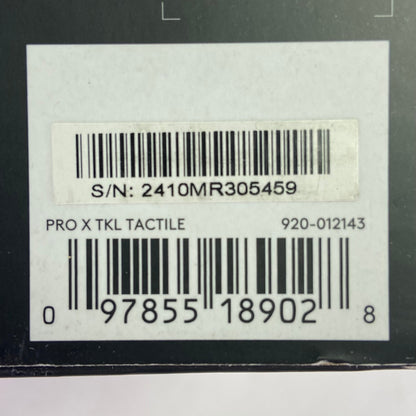 S/N: 2410MR305459
PRO X TKL TACTILE 920-012143
0 97855 18902 8